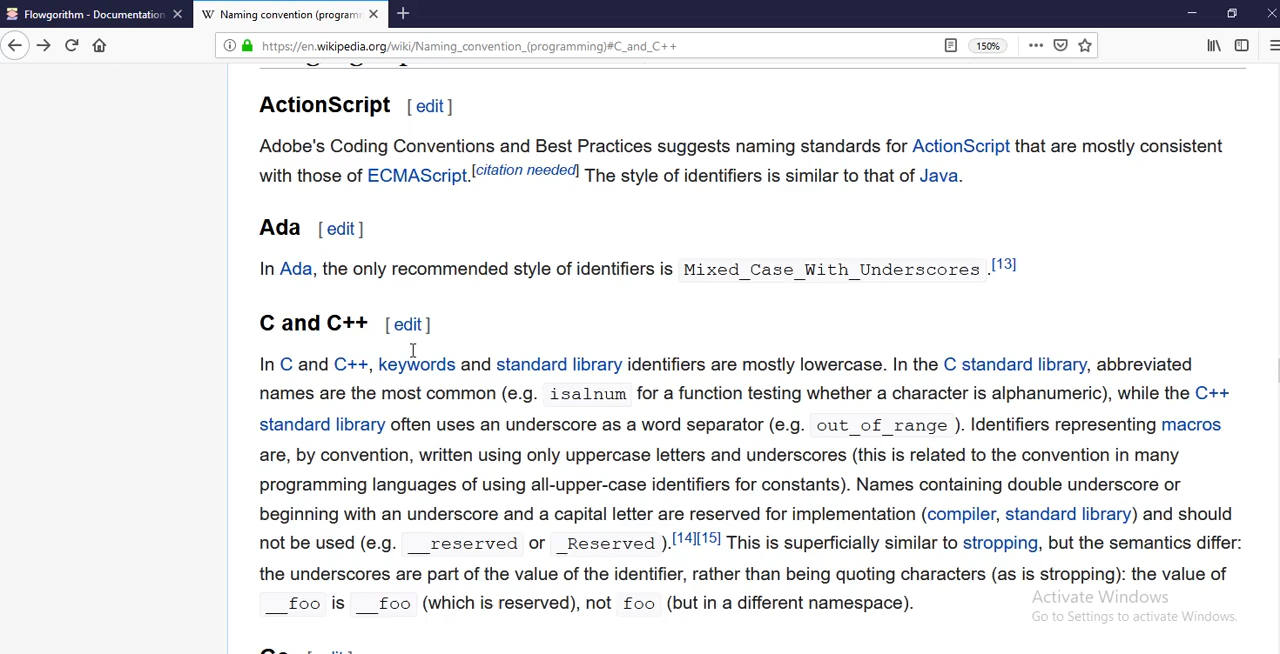 Flowgorithm - Documentation
W Naming convention (programm
https://en.wikipedia.org/wiki/Naming_convention_(programming)#C_and_C++
150%
ActionScript [ edit ]
Adobe's Coding Conventions and Best Practices suggests naming standards for ActionScript that are mostly consistent
with those of ECMAScript.[citation needed] The style of identifiers is similar to that of Java.
Ada [ edit ]
In Ada, the only recommended style of identifiers is Mixed_Case_With_Underscores .[13]
C and C++ [ edit ]
In C and C++, keywords and standard library identifiers are mostly lowercase. In the C standard library, abbreviated
names are the most common (e.g. isalnum for a function testing whether a character is alphanumeric), while the C++
standard library often uses an underscore as a word separator (e.g. out_of_range ). Identifiers representing macros
are, by convention, written using only uppercase letters and underscores (this is related to the convention in many
programming languages of using all-upper-case identifiers for constants). Names containing double underscore or
beginning with an underscore and a capital letter are reserved for implementation (compiler, standard library) and should
not be used (e.g. __reserved or _Reserved ).[14][15] This is superficially similar to stropping, but the semantics differ:
the underscores are part of the value of the identifier, rather than being quoting characters (as is stropping): the value of
__foo is __foo (which is reserved), not foo (but in a different namespace).
Activate Windows
Go to Settings to activate Windows.